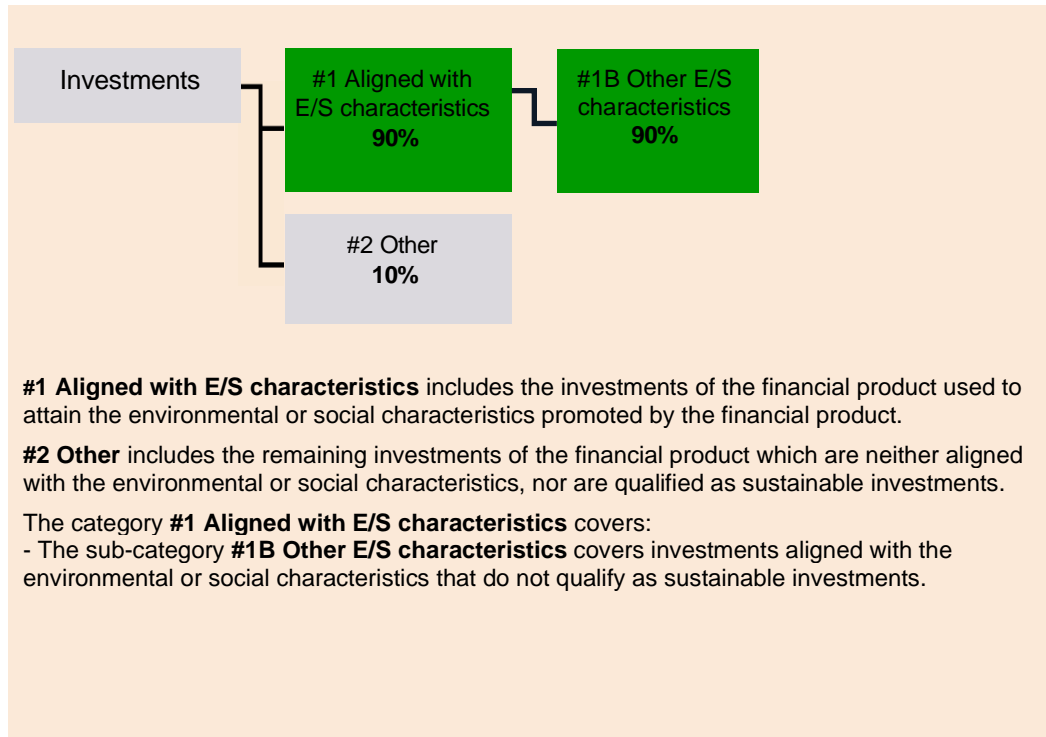 Investments
#1 Aligned with
E/S characteristics
90%
#1B Other E/S
characteristics
90%
#2 Other
10%
#1 Aligned with E/S characteristics includes the investments of the financial product used to
attain the environmental or social characteristics promoted by the financial product.
#2 Other includes the remaining investments of the financial product which are neither aligned
with the environmental or social characteristics, nor are qualified as sustainable investments.
The category #1 Aligned with E/S characteristics covers:
- The sub-category #1B Other E/S characteristics covers investments aligned with the
environmental or social characteristics that do not qualify as sustainable investments.